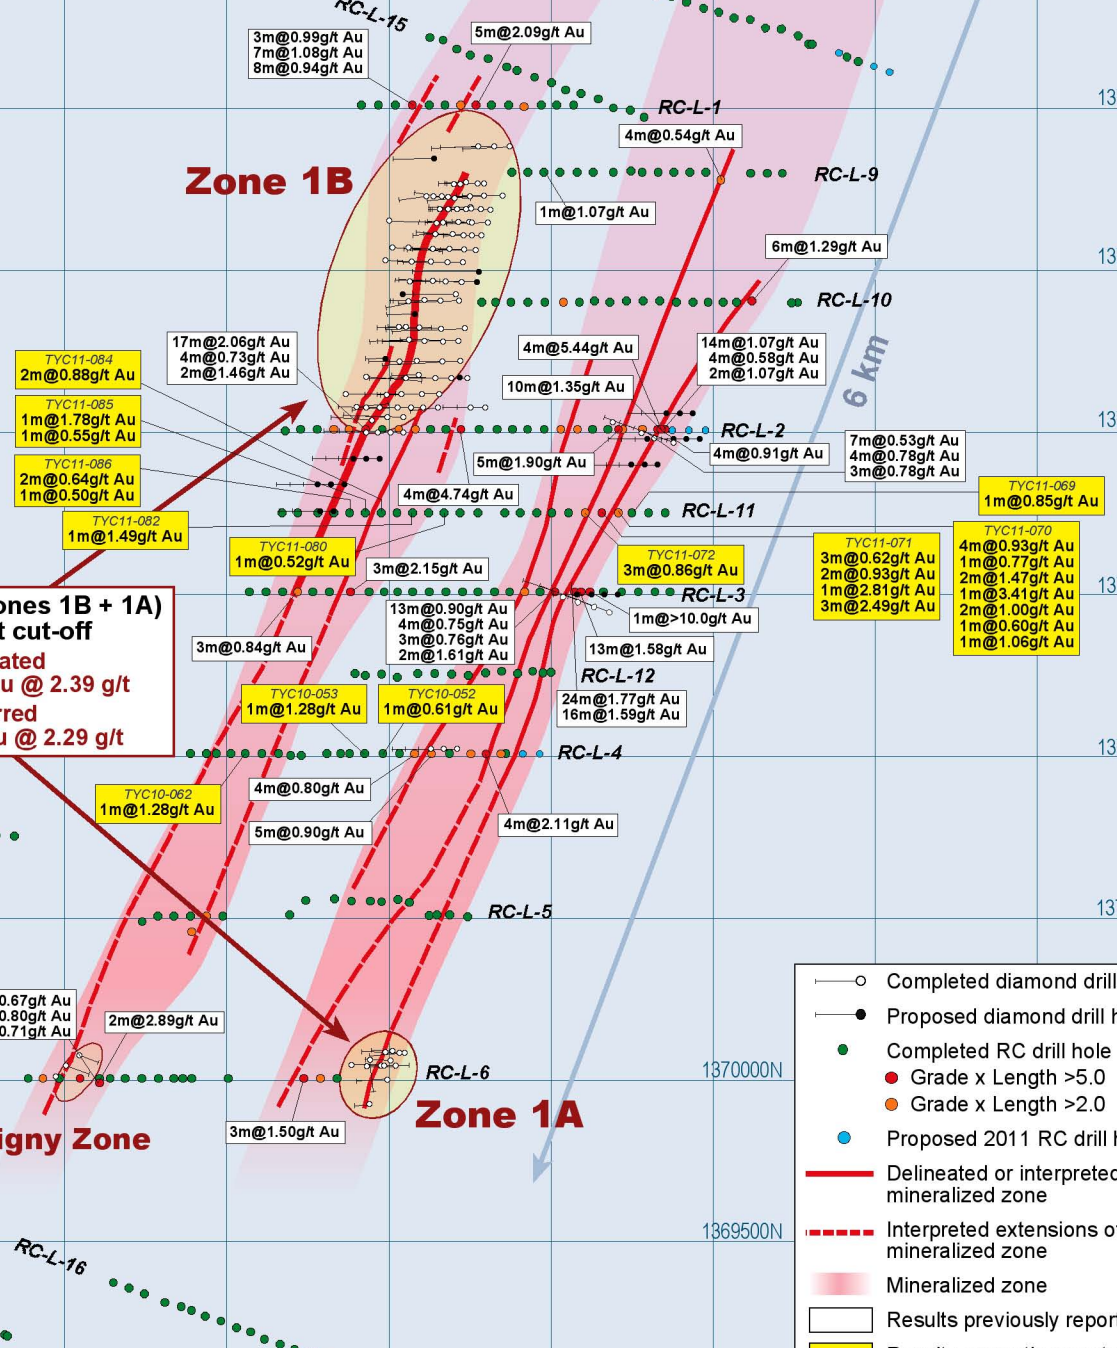 RC-L-15
3m@0.99g/t Au
7m@1.08g/t Au
8m@0.94g/t Au
5m@2.09g/t Au
RC-L-1
13
4m@0.54g/t Au
Zone 1B
RC-L-9
1m@1.07g/t Au
6m@1.29g/t Au
13
RC-L-10
17m@2.06g/t Au
4m@0.73g/t Au
2m@1.46g/t Au
4m@5.44g/t Au
14m@1.07g/t Au
4m@0.58g/t Au
2m@1.07g/t Au
6 km
TYC11-084
2m@0.88g/t Au
10m@1.35g/t Au
TYC11-085
1m@1.78g/t Au
1m@0.55g/t Au
RC-L-2
13
4m@0.91g/t Au
7m@0.53g/t Au
4m@0.78g/t Au
3m@0.78g/t Au
TYC11-086
2m@0.64g/t Au
1m@0.50g/t Au
5m@1.90g/t Au
4m@4.74g/t Au
TYC11-069
1m@0.85g/t Au
RC-L-11
TYC11-082
1m@1.49g/t Au
TYC11-080
1m@0.52g/t Au
TYC11-072
3m@0.86g/t Au
TYC11-071
3m@0.62g/t Au
2m@0.93g/t Au
1m@2.81g/t Au
3m@2.49g/t Au
TYC11-070
4m@0.93g/t Au
1m@0.77g/t Au
2m@1.47g/t Au
1m@3.41g/t Au
2m@1.00g/t Au
1m@0.60g/t Au
1m@1.06g/t Au
3m@2.15g/t Au
RC-L-3
13
ones 1B + 1A)
t cut-off
ated
u @ 2.39 g/t
rred
u @ 2.29 g/t
13m@0.90g/t Au
4m@0.75g/t Au
3m@0.76g/t Au
2m@1.61g/t Au
1m@>10.0g/t Au
3m@0.84g/t Au
13m@1.58g/t Au
RC-L-12
24m@1.77g/t Au
16m@1.59g/t Au
TYC10-053
1m@1.28g/t Au
TYC10-052
1m@0.61g/t Au
RC-L-4
13
TYC10-062
1m@1.28g/t Au
4m@0.80g/t Au
5m@0.90g/t Au
4m@2.11g/t Au
RC-L-5
137
0.67g/t Au
0.80g/t Au
0.71g/t Au
2m@2.89g/t Au
RC-L-6
1370000N
Zone 1A
3m@1.50g/t Au
igny Zone
1369500N
RC-L-16
Completed diamond drill
Proposed diamond drill h
Completed RC drill hole
Grade x Length >5.0
Grade x Length >2.0
Proposed 2011 RC drill h
Delineated or interpreted
mineralized zone
Interpreted extensions of
mineralized zone
Mineralized zone
Results previously report